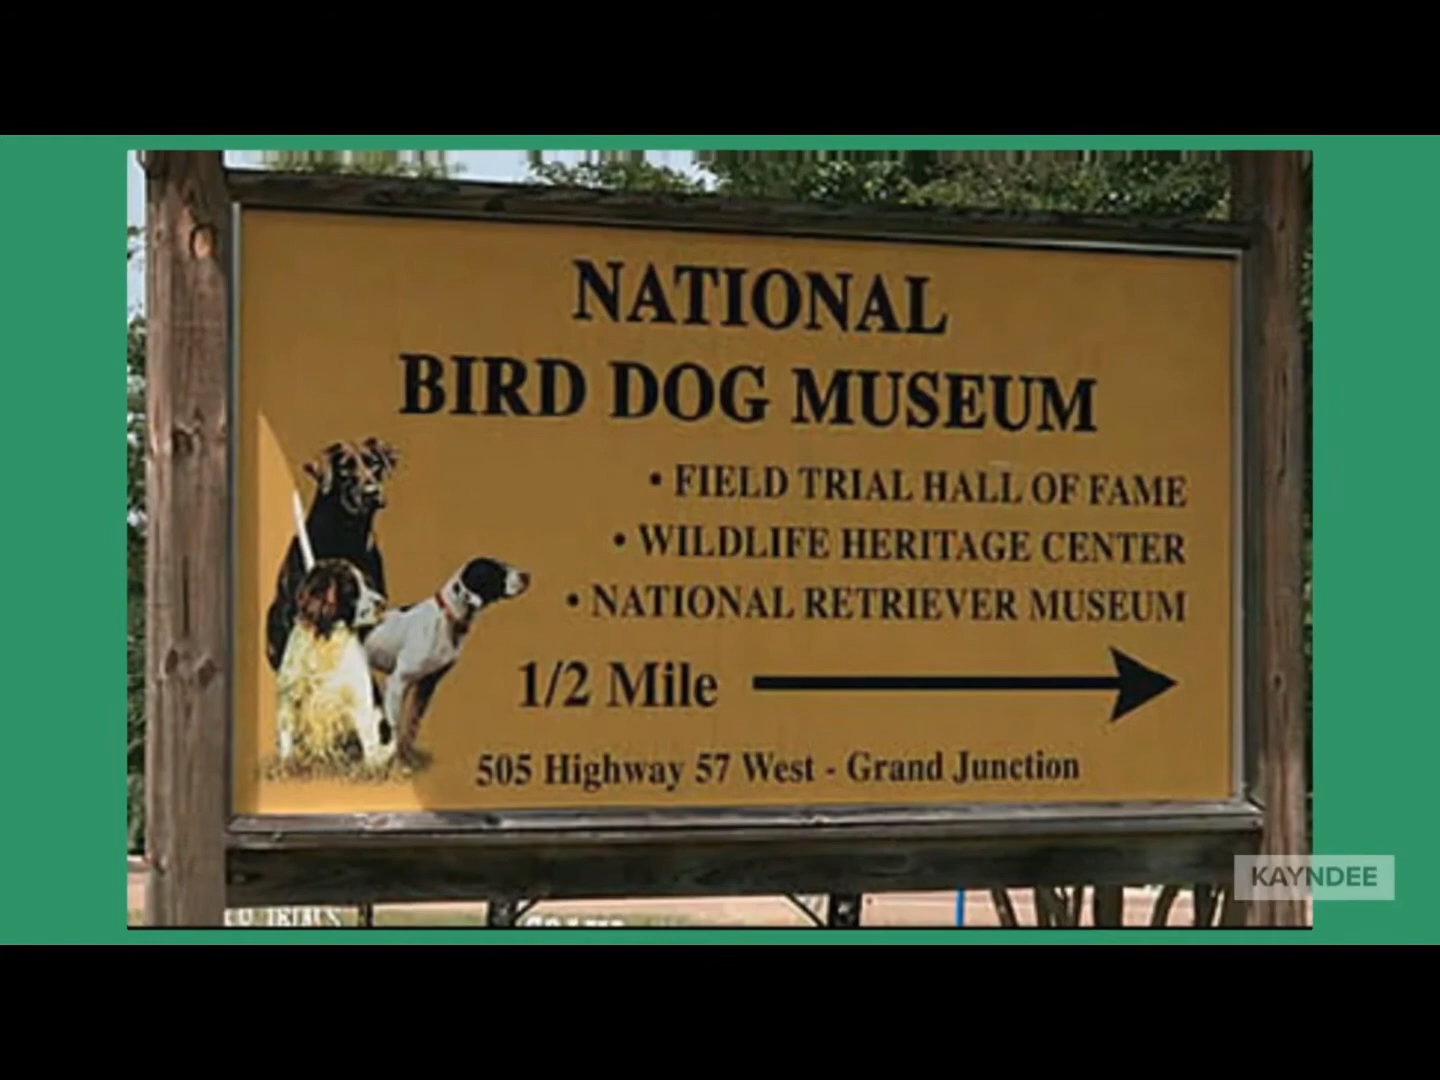 NATIONAL
BIRD DOG MUSEUM
• FIELD TRIAL HALL OF FAME
• WILDLIFE HERITAGE CENTER
• NATIONAL RETRIEVER MUSEUM
1/2 Mile
505 Highway 57 West - Grand Junction
KAYNDEE